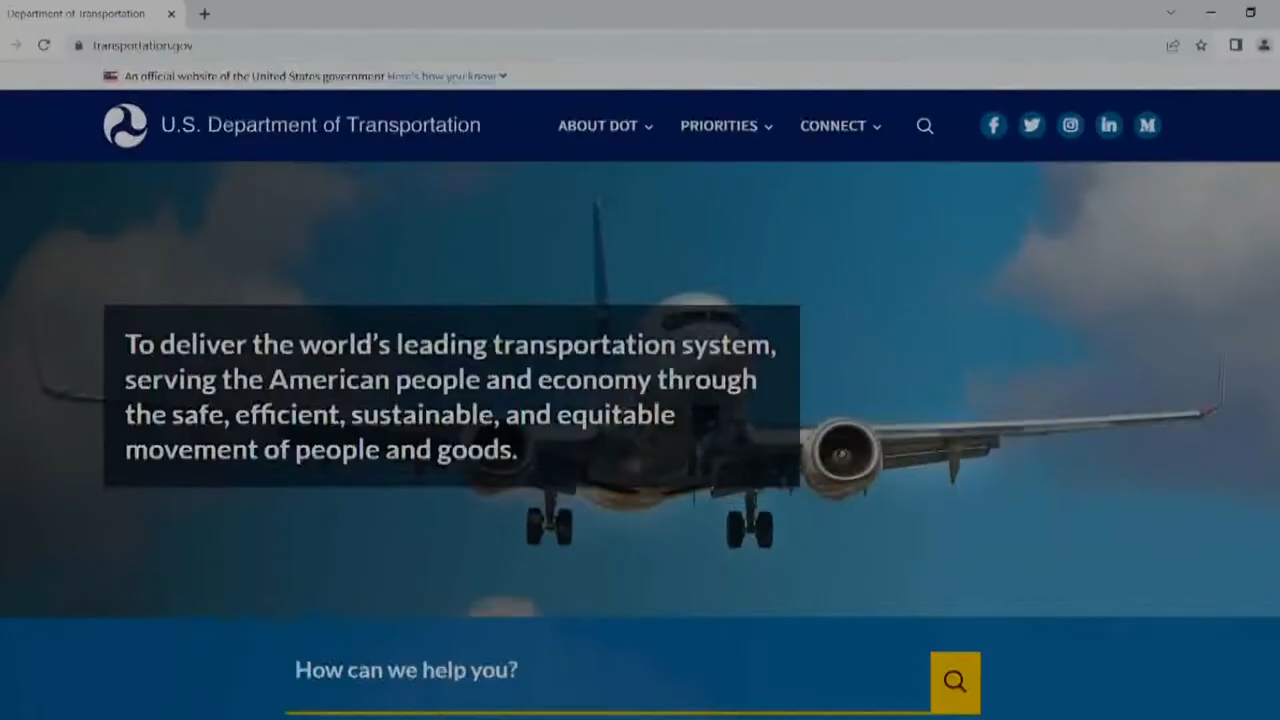 Department of Transportation
transportation.gov
An official website of the United States government Here's how you know
U.S. Department of Transportation
ABOUT DOT
PRIORITIES
CONNECT
To deliver the world's leading transportation system,
serving the American people and economy through
the safe, efficient, sustainable, and equitable
movement of people and goods.
How can we help you?